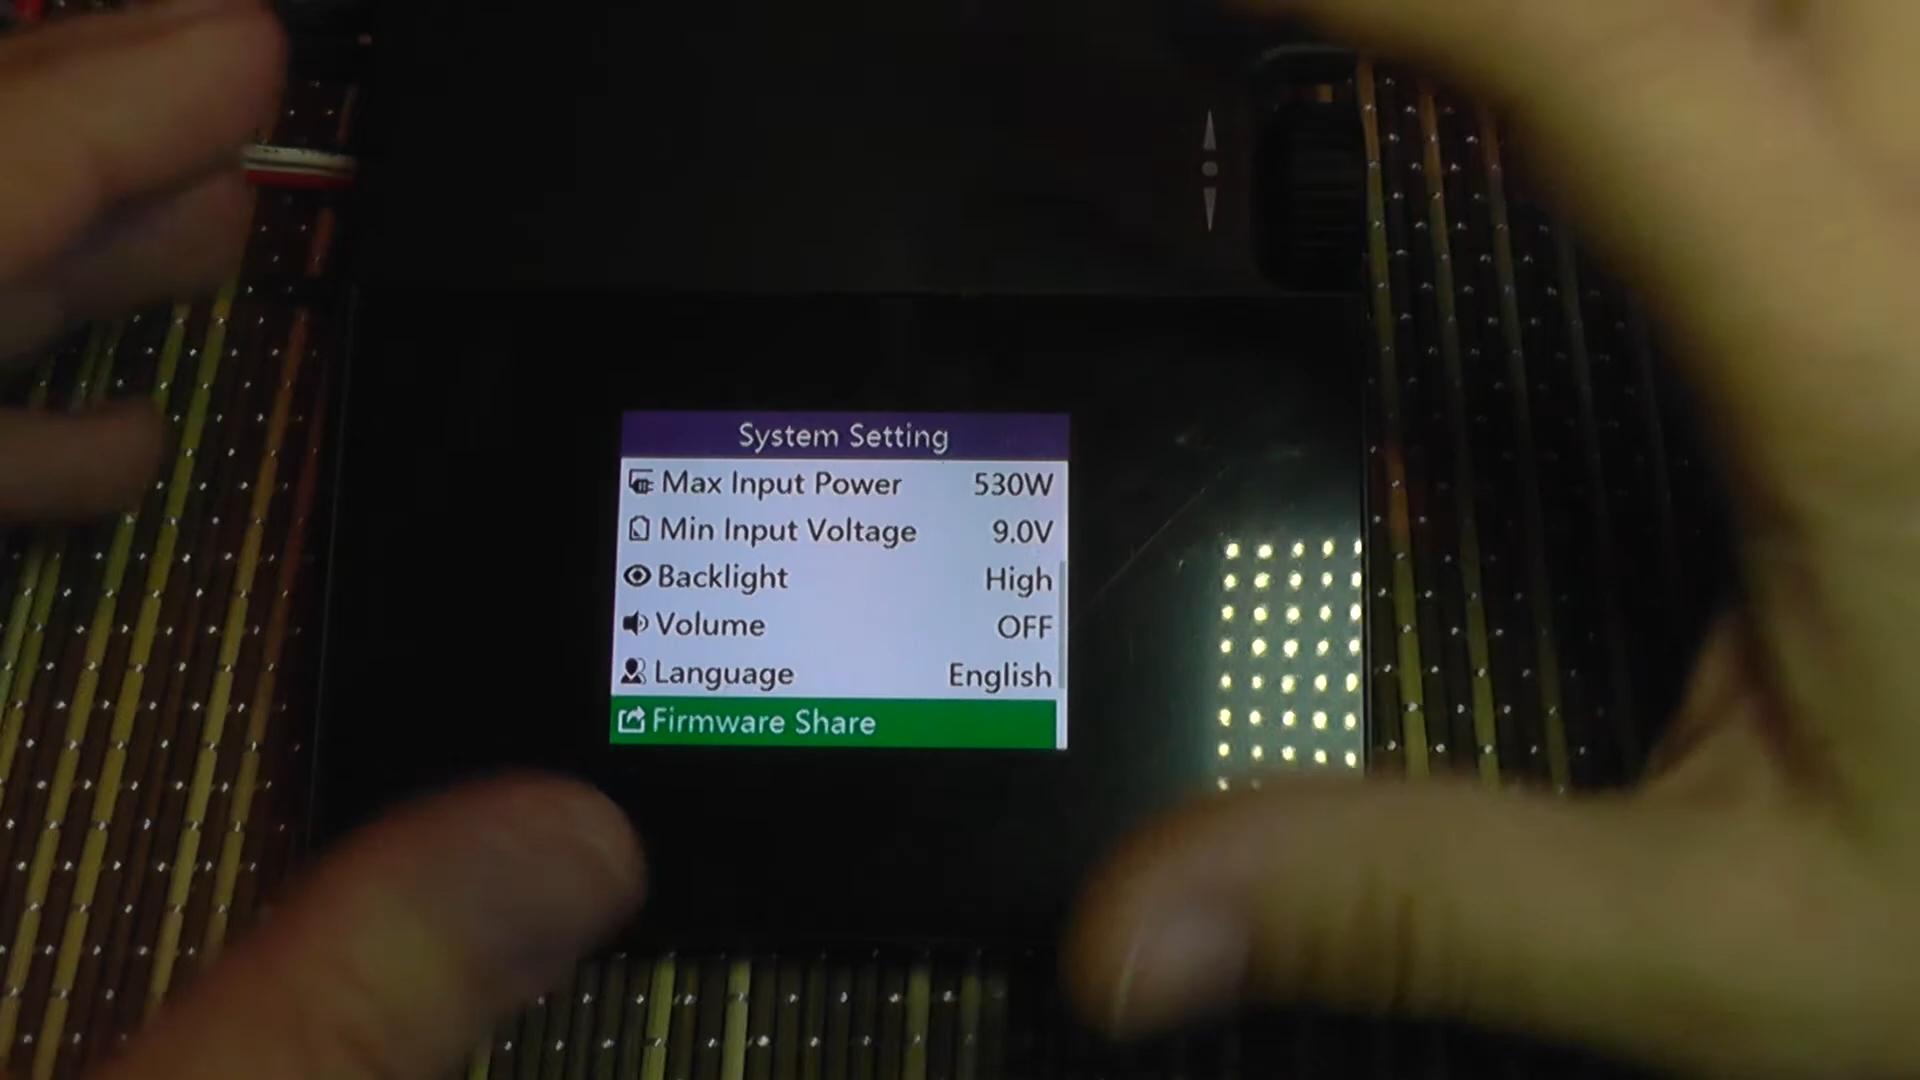 System Setting
Max Input Power 530W
Min Input Voltage 9.0V
Backlight High
Volume OFF
Language English
Firmware Share